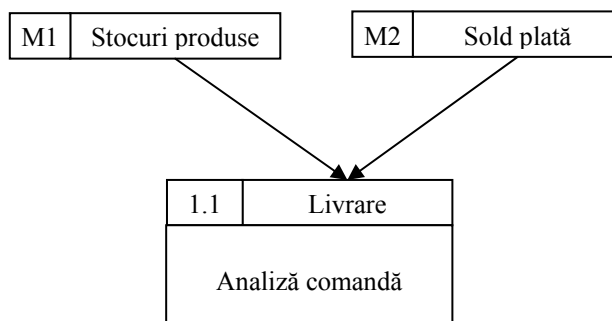 M1 Stocuri produse M2 Sold plată
1.1 Livrare
Analiză comandă